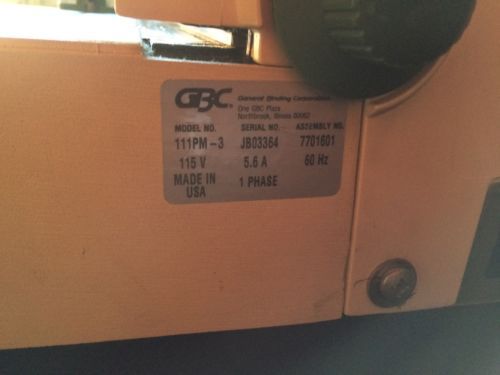 GBC. General Binding Corporation
One GBC Plaza
Northbrook, Illinois 60062
MODEL NO. SERIAL NO. ASSEMBLY NO.
111PM-3 JB03364 7701601
115 V 5.6 A 60 Hz
MADE IN USA 1 PHASE